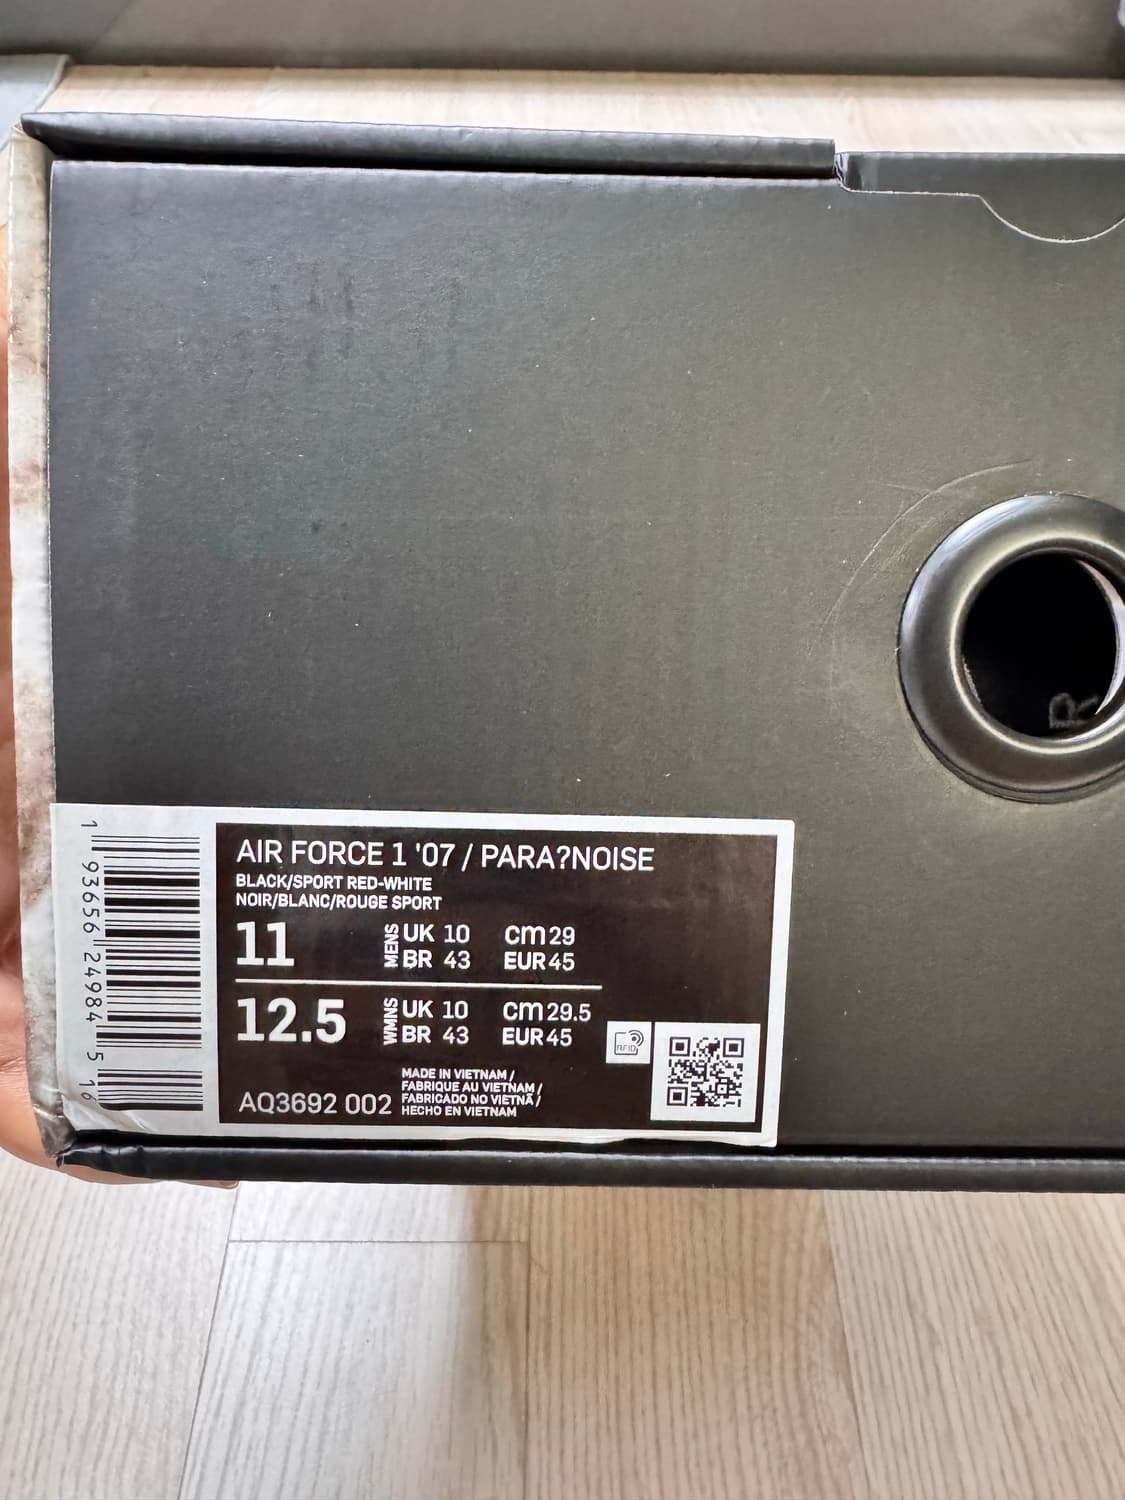 AIR FORCE 1 '07 / PARA?NOISE
BLACK/SPORT RED-WHITE
NOIR/BLANC/ROUGE SPORT
11 MENS UK 10 cm 29
BR 43 EUR 45
12.5 WMNS UK 10 cm 29.5
BR 43 EUR 45
RFID
AQ3692 002
MADE IN VIETNAM /
FABRIQUE AU VIETNAM /
FABRICADO NO VIETNÃ /
HECHO EN VIETNAM
1 93656 24984 5 16
R